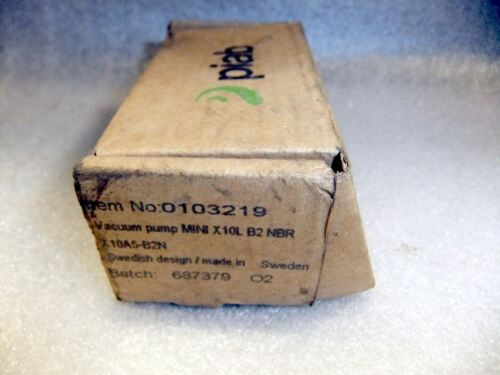 piab
Item No:0103219
Vacuum pump MINI X10L B2 NBR
X10A5-B2N
Swedish design / made in Sweden
Batch: 687379 O2